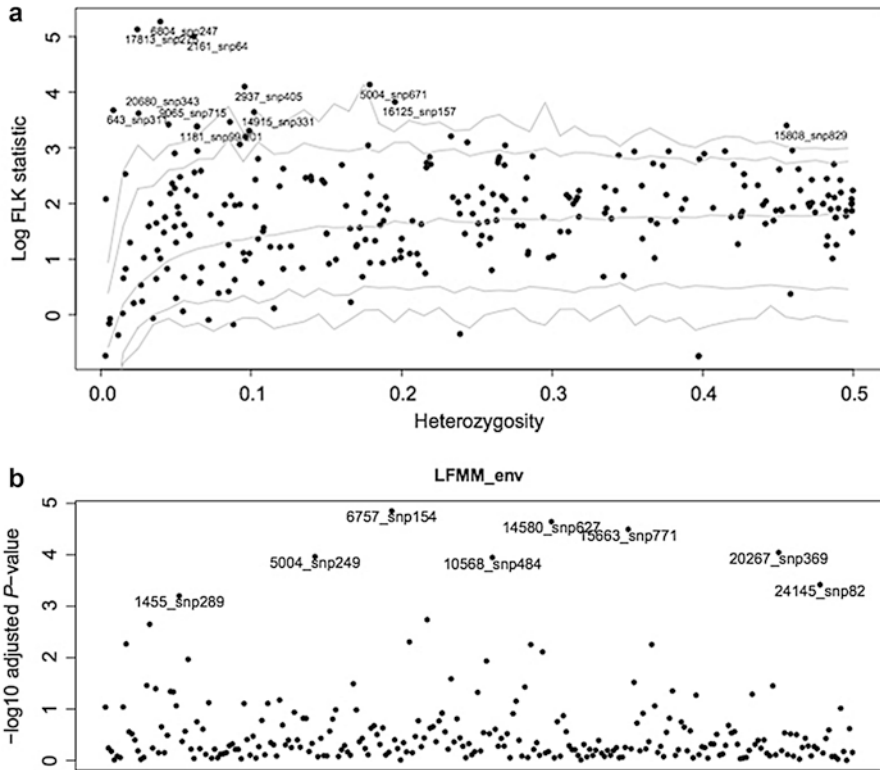 a
Log FLK statistic
5
4
3
2
1
0
6804_snp247
2161_snp64
20680_snp343
643_snp311
9065_snp715
2937_snp405
14915_snp331
5004_snp671
16125_snp157
15808_snp829
0.0 0.1 0.2 0.3 0.4 0.5
Heterozygosity
b
LFMM_env
−log10 adjusted P−value
5
4
3
2
1
0
6757_snp154
14580_snp627
15663_snp771
5004_snp249
10568_snp484
20267_snp369
24145_snp82
1455_snp289